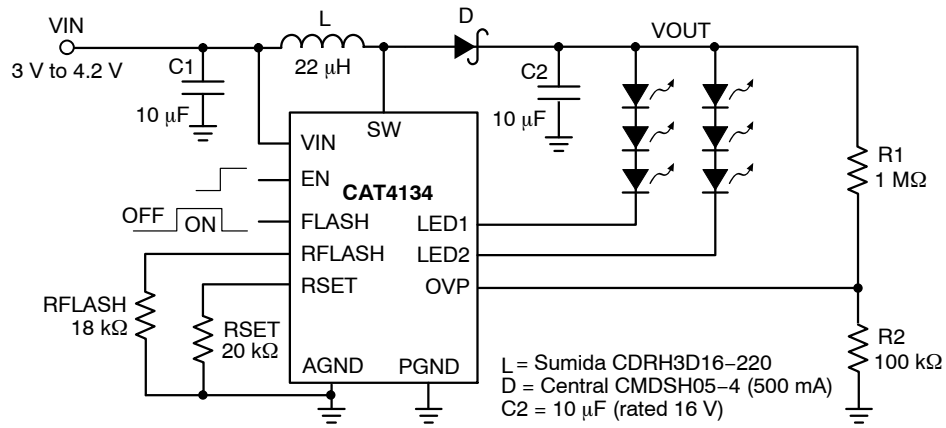 VIN
3 V to 4.2 V
L
22 μH
D
VOUT
C1
10 μF
C2
10 μF
SW
VIN
EN
CAT4134
OFF
ON
FLASH
RFLASH
RSET
LED1
LED2
OVP
R1
1 MΩ
RFLASH
18 kΩ
RSET
20 kΩ
AGND
PGND
R2
100 kΩ
L = Sumida CDRH3D16−220
D = Central CMDSH05−4 (500 mA)
C2 = 10 μF (rated 16 V)